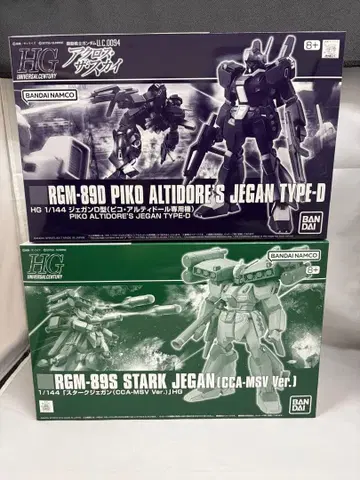 HG
UNIVERSAL CENTURY
機動戦士ガンダム U.C.0094
アクロス・ザ・スカイ
8+
BANDAI NAMCO
RGM-89D PIKO ALTIDORE'S JEGAN TYPE-D
HG 1/144 ジェガンD型(ピコ・アルティドール専用機)
PIKO ALTIDORE'S JEGAN TYPE-D
BAN
DAI
HG
UNIVERSAL CENTURY
BANDAI NAMCO
8+
RGM-89S STARK JEGAN (CCA-MSV Ver.)
1/144「スタークジェガン(CCA-MSV Ver.)」HG
BAN
DAI